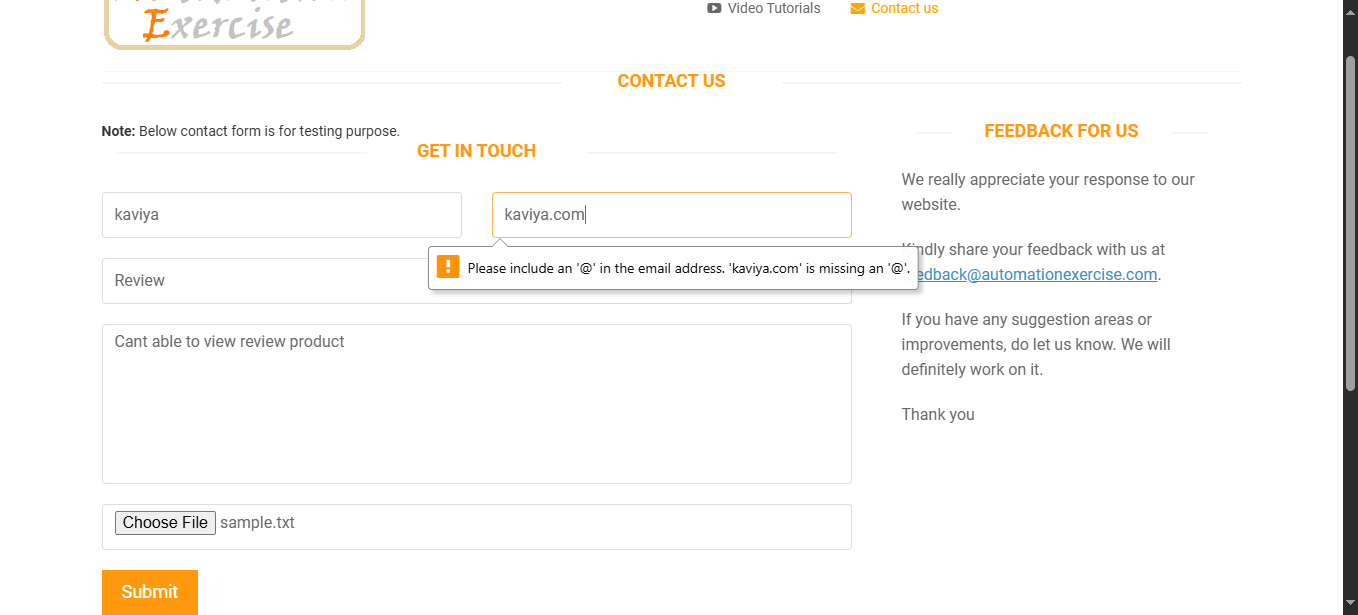 Exercise
Video Tutorials
Contact us
CONTACT US
Note: Below contact form is for testing purpose.
GET IN TOUCH
kaviya
kaviya.com
Please include an '@' in the email address. 'kaviya.com' is missing an '@'.
Review
Cant able to view review product
Choose File sample.txt
Submit
FEEDBACK FOR US
We really appreciate your response to our
website.
Kindly share your feedback with us at
edback@automationexercise.com.
If you have any suggestion areas or
improvements, do let us know. We will
definitely work on it.
Thank you